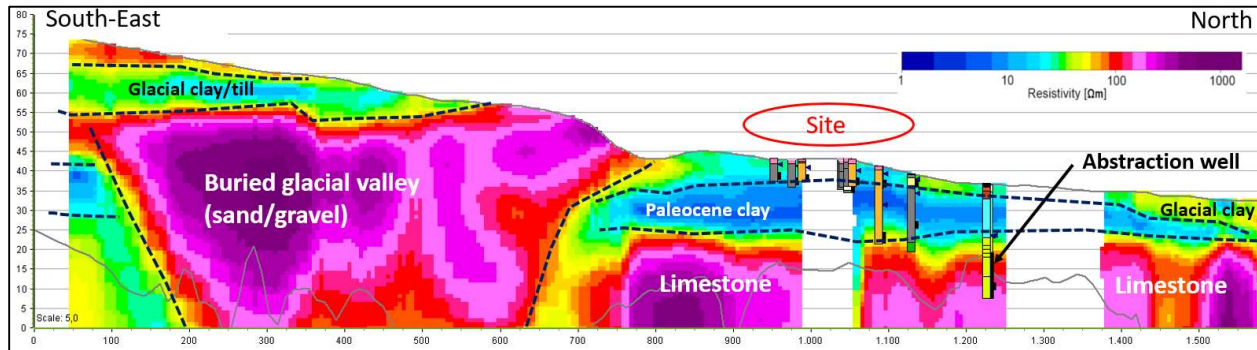 South-East
North
80
75
70
65
60
55
50
45
40
35
30
25
20
15
10
5
0
Glacial clay/till
1
10
100
1000
Resistivity [Ωm]
Site
Abstraction well
Buried glacial valley
(sand/gravel)
Paleocene clay
Glacial clay
Limestone
Limestone
Scale: 5,0
0
100
200
300
400
500
600
700
800
900
1.000
1.100
1.200
1.300
1.400
1.500